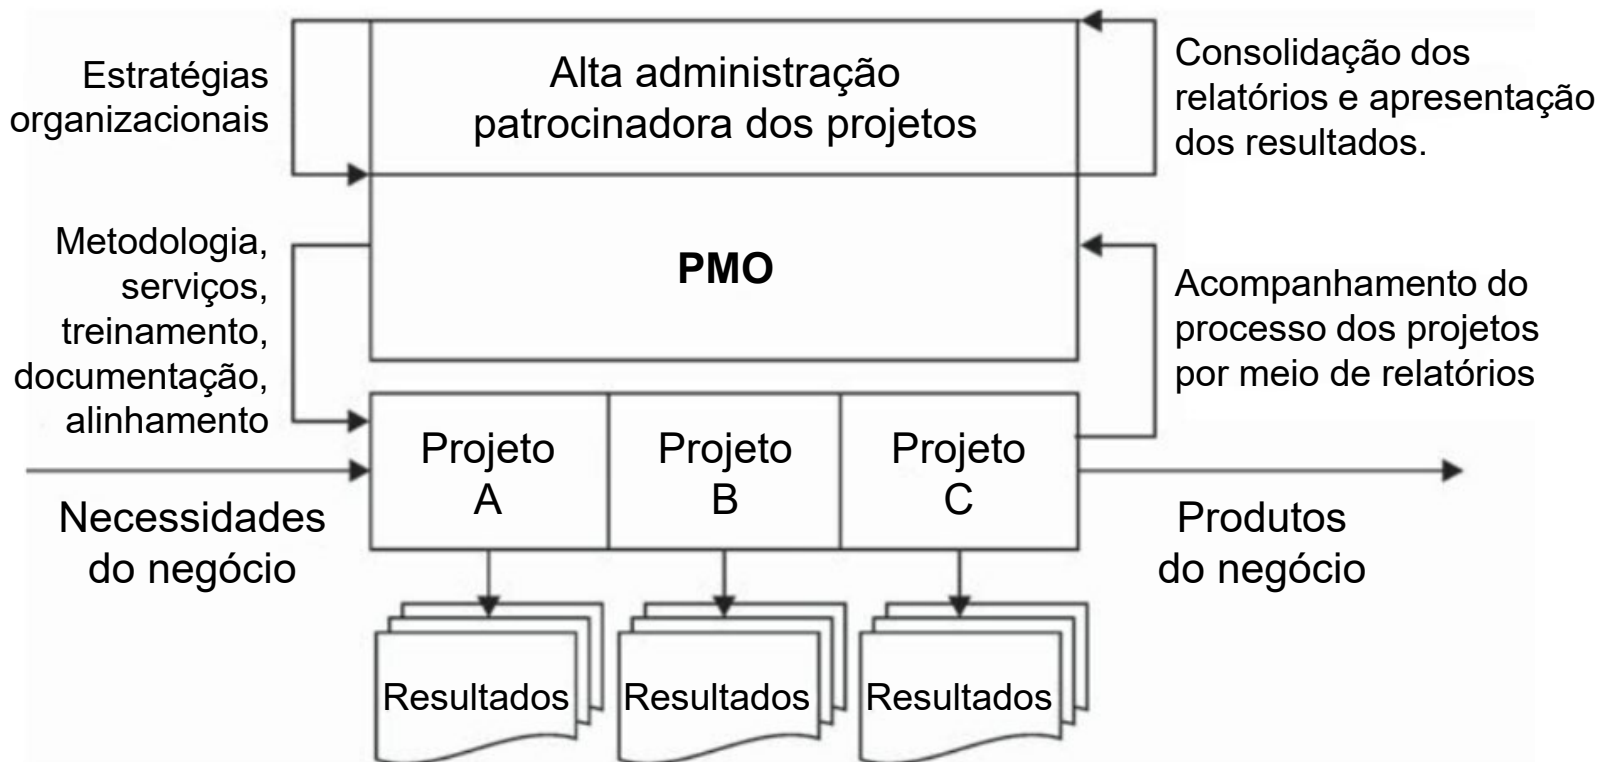 Estratégias
organizacionais
Alta administração
patrocinadora dos projetos
Consolidação dos
relatórios e apresentação
dos resultados.
Metodologia,
serviços,
treinamento,
documentação,
alinhamento
PMO
Acompanhamento do
processo dos projetos
por meio de relatórios
Necessidades
do negócio
Projeto
A
Projeto
B
Projeto
C
Produtos
do negócio
Resultados
Resultados
Resultados